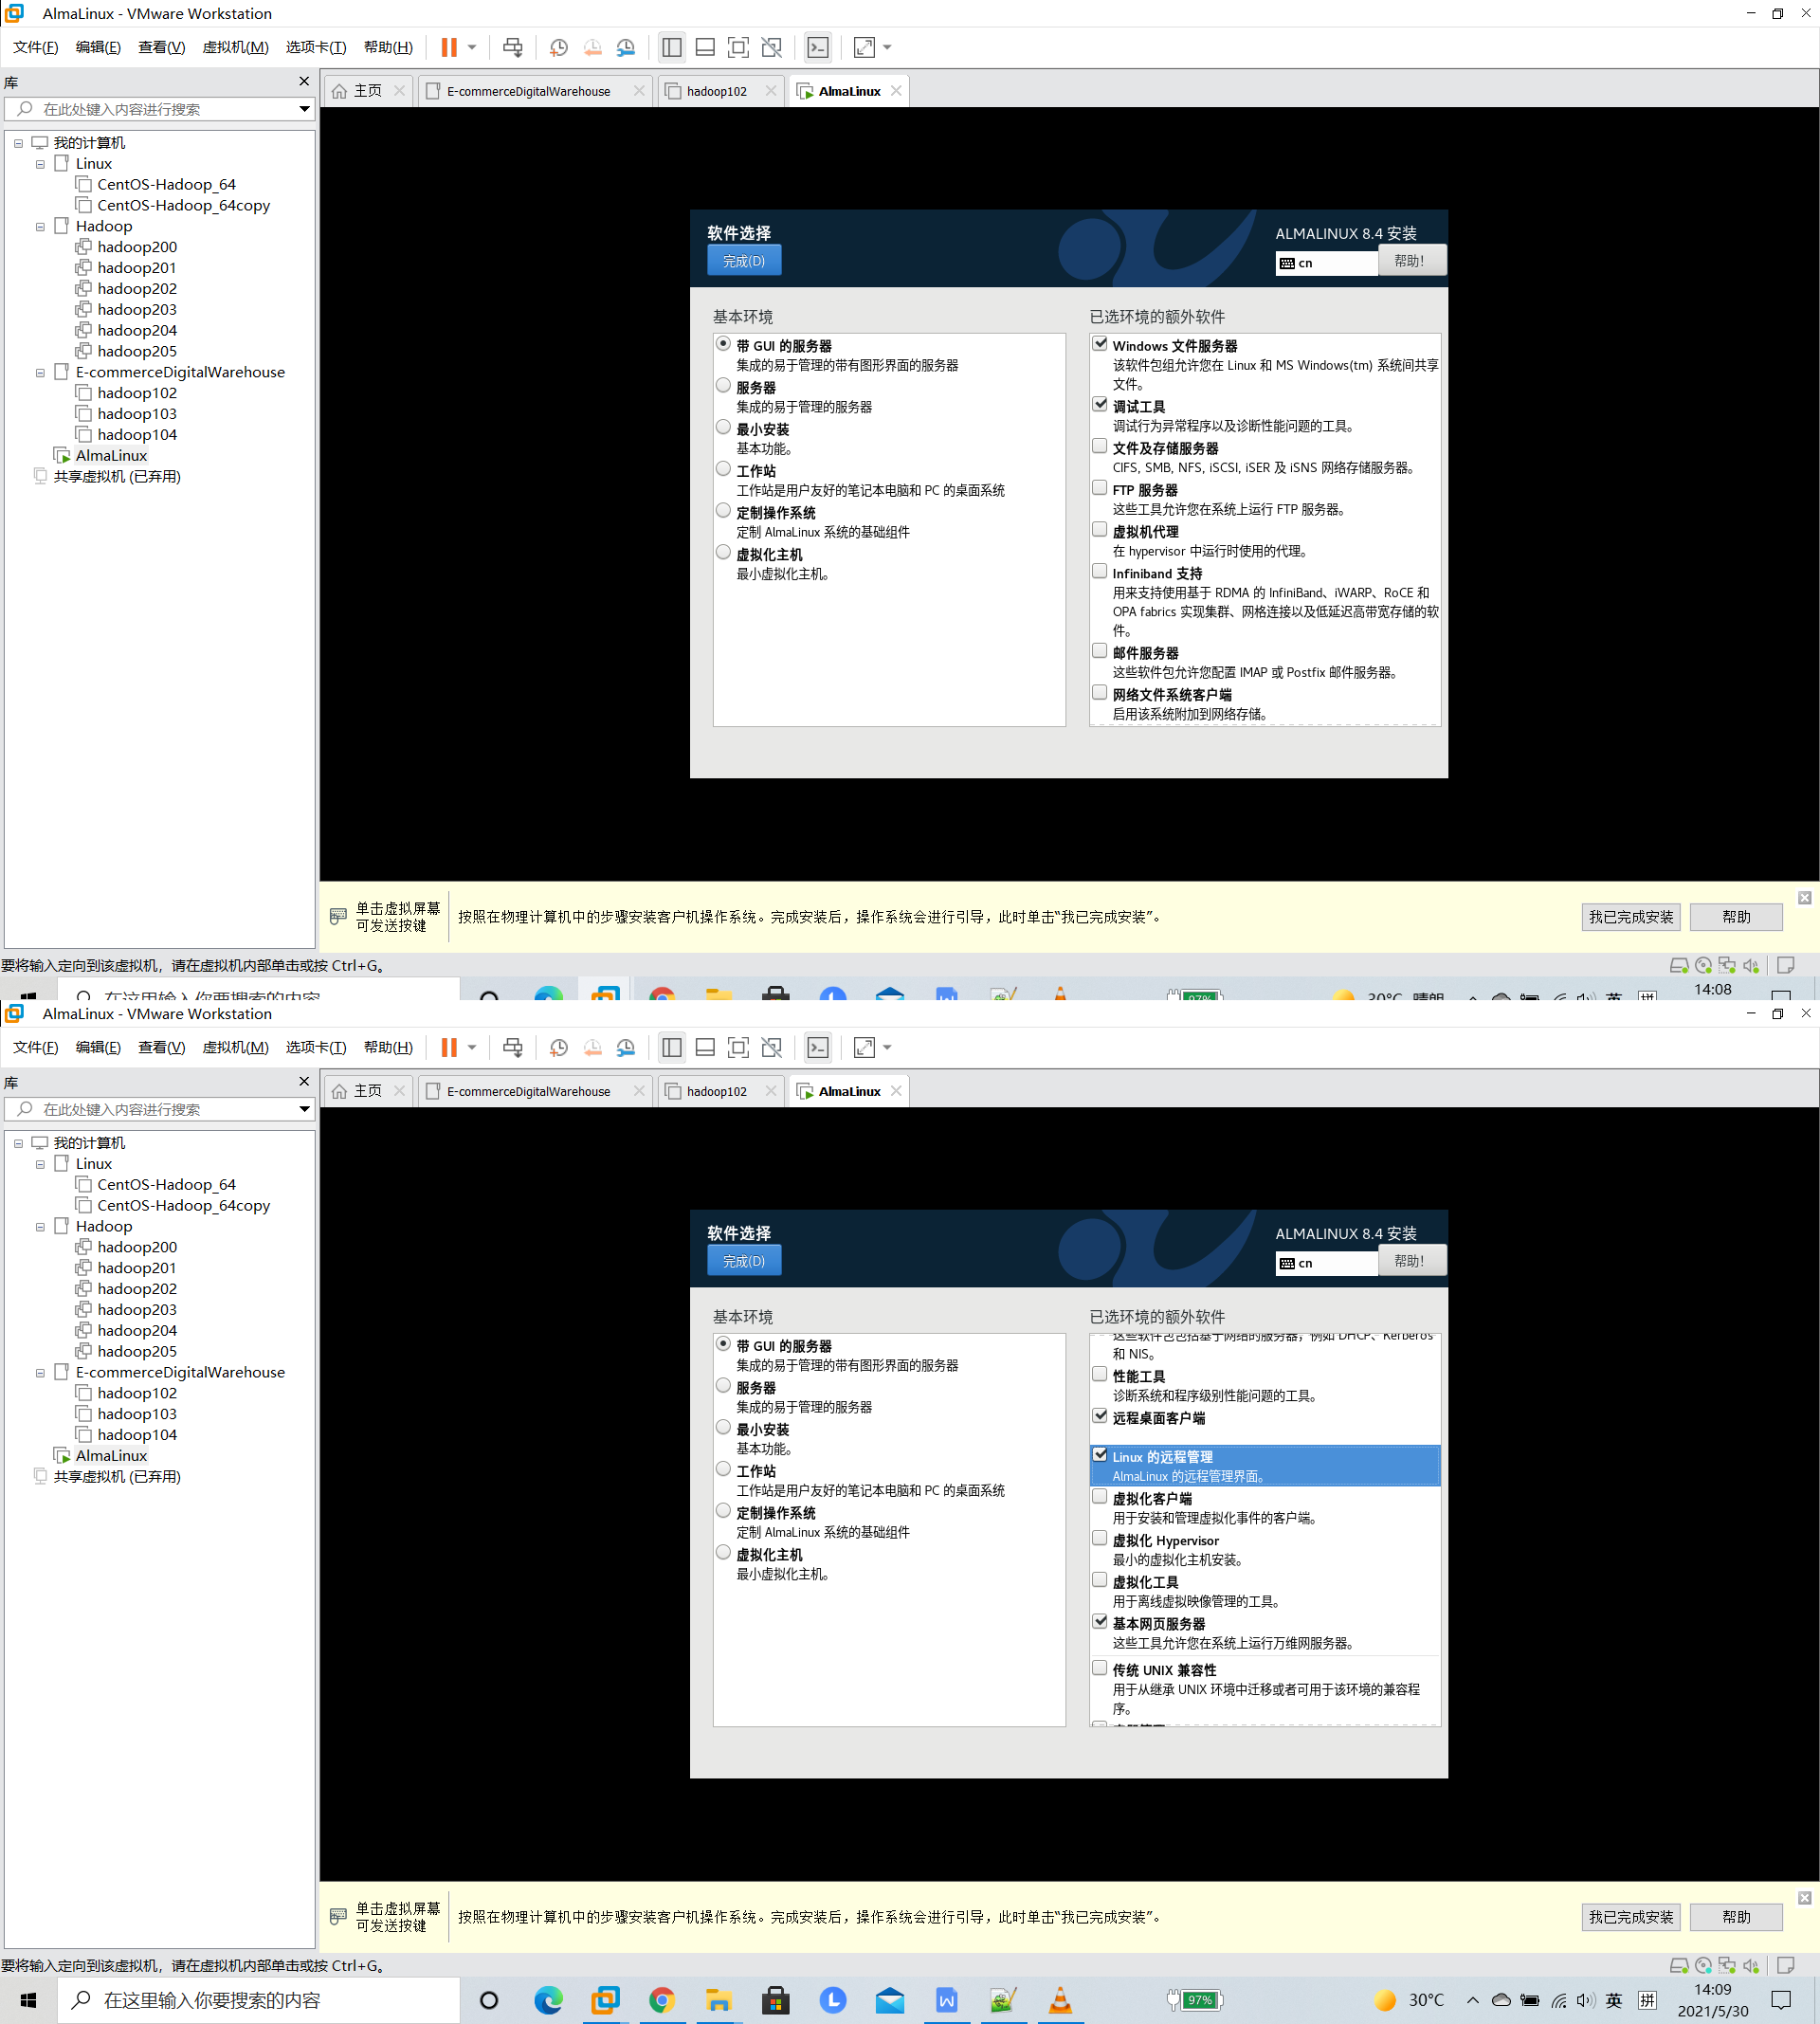 AlmaLinux - VMware Workstation
文件(F) 编辑(E) 查看(V) 虚拟机(M) 选项卡(T) 帮助(H)
库
在此处键入内容进行搜索
我的计算机
Linux
CentOS-Hadoop_64
CentOS-Hadoop_64copy
Hadoop
hadoop200
hadoop201
hadoop202
hadoop203
hadoop204
hadoop205
E-commerceDigitalWarehouse
hadoop102
hadoop103
hadoop104
AlmaLinux
共享虚拟机 (已弃用)
主页 E-commerceDigitalWarehouse hadoop102 AlmaLinux
软件选择
完成(D)
ALMALINUX 8.4 安装
cn 帮助!
基本环境
带 GUI 的服务器
集成的易于管理的带有图形界面的服务器
服务器
集成的易于管理的服务器
最小安装
基本功能。
工作站
工作站是用户友好的笔记本电脑和 PC 的桌面系统
定制操作系统
定制 AlmaLinux 系统的基础组件
虚拟化主机
最小虚拟化主机。
已选环境的额外软件
Windows 文件服务器
该软件包组允许您在 Linux 和 MS Windows(tm) 系统间共享
文件。
调试工具
调试行为异常程序以及诊断性能问题的工具。
文件及存储服务器
CIFS, SMB, NFS, iSCSI, iSER 及 iSNS 网络存储服务器。
FTP 服务器
这些工具允许您在系统上运行 FTP 服务器。
虚拟机代理
在 hypervisor 中运行时使用的代理。
Infiniband 支持
用来支持使用基于 RDMA 的 InfiniBand、iWARP、RoCE 和
OPA fabrics 实现集群、网格连接以及低延迟高带宽存储的软
件。
邮件服务器
这些软件包允许您配置 IMAP 或 Postfix 邮件服务器。
网络文件系统客户端
启用该系统附加到网络存储。
单击虚拟屏幕
可发送按键
按照在物理计算机中的步骤安装客户机操作系统。完成安装后，操作系统会进行引导，此时单击“我已完成安装”。
我已完成安装 帮助
要将输入定向到该虚拟机，请在虚拟机内部单击或按 Ctrl+G。
在这里输入你要搜索的内容 97% 30°C 晴朗 英 拼 14:08
AlmaLinux - VMware Workstation
文件(F) 编辑(E) 查看(V) 虚拟机(M) 选项卡(T) 帮助(H)
库
在此处键入内容进行搜索
我的计算机
Linux
CentOS-Hadoop_64
CentOS-Hadoop_64copy
Hadoop
hadoop200
hadoop201
hadoop202
hadoop203
hadoop204
hadoop205
E-commerceDigitalWarehouse
hadoop102
hadoop103
hadoop104
AlmaLinux
共享虚拟机 (已弃用)
主页 E-commerceDigitalWarehouse hadoop102 AlmaLinux
软件选择
完成(D)
ALMALINUX 8.4 安装
cn 帮助!
基本环境
带 GUI 的服务器
集成的易于管理的带有图形界面的服务器
服务器
集成的易于管理的服务器
最小安装
基本功能。
工作站
工作站是用户友好的笔记本电脑和 PC 的桌面系统
定制操作系统
定制 AlmaLinux 系统的基础组件
虚拟化主机
最小虚拟化主机。
已选环境的额外软件
这些软件包包括基于网络的服务器，例如 DHCP、Kerberos
和 NIS。
性能工具
诊断系统和程序级别性能问题的工具。
远程桌面客户端
Linux 的远程管理
AlmaLinux 的远程管理界面。
虚拟化客户端
用于安装和管理虚拟化事件的客户端。
虚拟化 Hypervisor
最小的虚拟化主机安装。
虚拟化工具
用于离线虚拟映像管理的工具。
基本网页服务器
这些工具允许您在系统上运行万维网服务器。
传统 UNIX 兼容性
用于从继承 UNIX 环境中迁移或者可用于该环境的兼容程
序。
单击虚拟屏幕
可发送按键
按照在物理计算机中的步骤安装客户机操作系统。完成安装后，操作系统会进行引导，此时单击“我已完成安装”。
我已完成安装 帮助
要将输入定向到该虚拟机，请在虚拟机内部单击或按 Ctrl+G。
在这里输入你要搜索的内容 97% 30°C 英 拼 14:09
2021/5/30